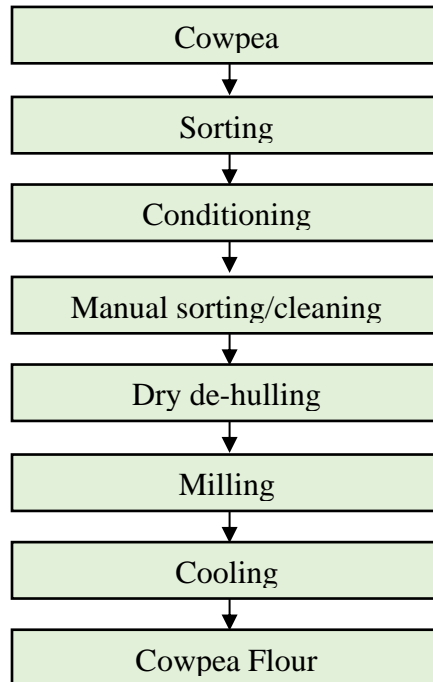 Cowpea
Sorting
Conditioning
Manual sorting/cleaning
Dry de-hulling
Milling
Cooling
Cowpea Flour